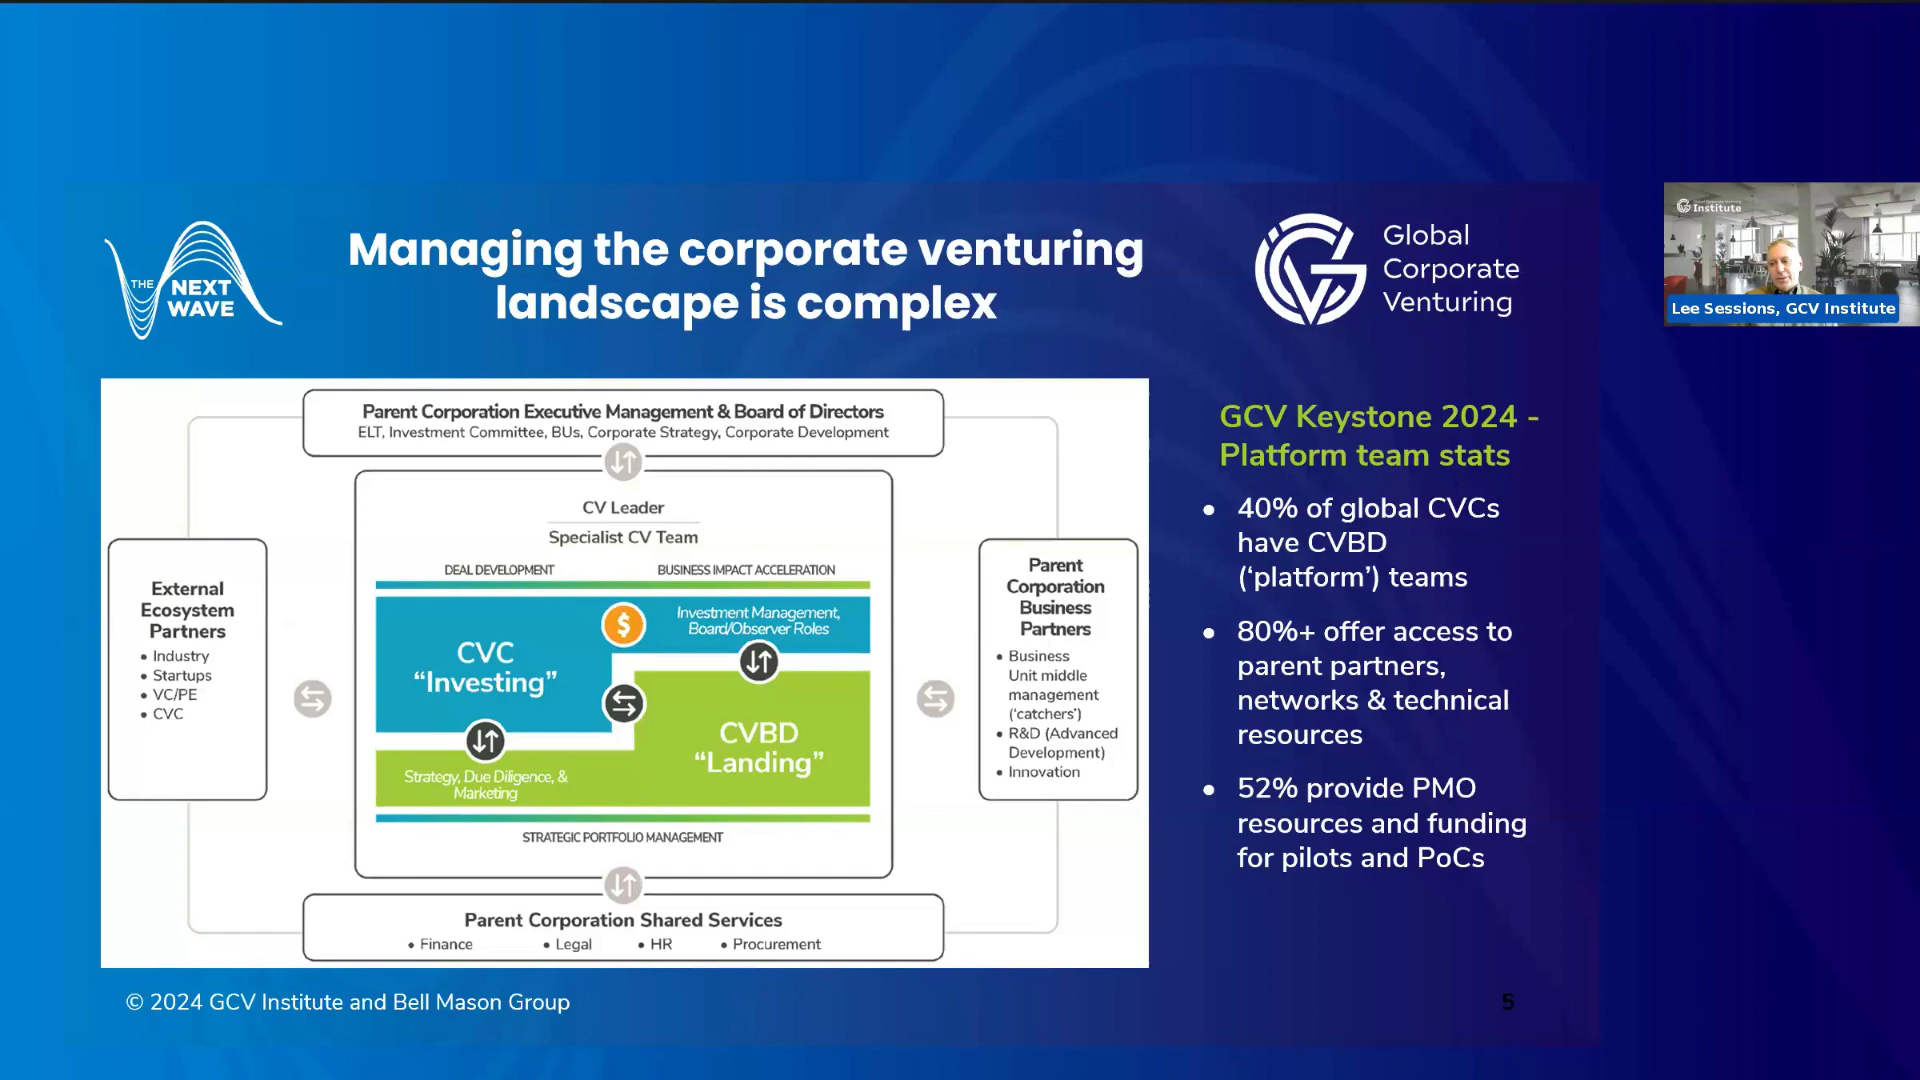 THE NEXT
WAVE
Managing the corporate venturing
landscape is complex
Global
Corporate
Venturing
Institute
Lee Sessions, GCV Institute
Parent Corporation Executive Management & Board of Directors
ELT, Investment Committee, BUs, Corporate Strategy, Corporate Development
CV Leader
Specialist CV Team
DEAL DEVELOPMENT
BUSINESS IMPACT ACCELERATION
External
Ecosystem
Partners
• Industry
• Startups
• VC/PE
• CVC
CVC
“Investing”
$
Investment Management,
Board/Observer Roles
CVBD
“Landing”
Strategy, Due Diligence, &
Marketing
STRATEGIC PORTFOLIO MANAGEMENT
Parent
Corporation
Business
Partners
• Business
Unit middle
management
(‘catchers’)
• R&D (Advanced
Development)
• Innovation
Parent Corporation Shared Services
• Finance • Legal • HR • Procurement
GCV Keystone 2024 -
Platform team stats
• 40% of global CVCs
have CVBD
(‘platform’) teams
• 80%+ offer access to
parent partners,
networks & technical
resources
• 52% provide PMO
resources and funding
for pilots and PoCs
© 2024 GCV Institute and Bell Mason Group
5